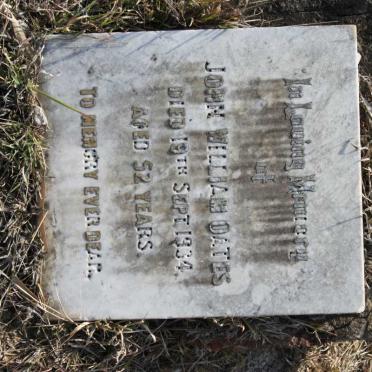 In Loving Memory
of
JOHN WILLIAM OATES
DIED 19TH SEPT. 1934.
AGED 52 YEARS.
TO MEMORY EVER DEAR.